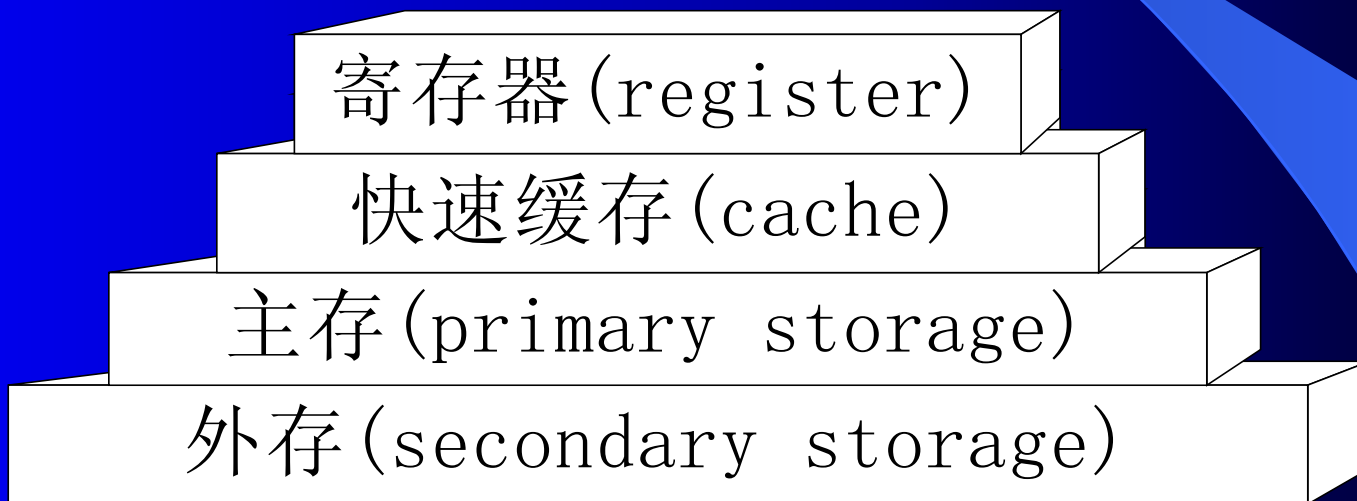 寄存器(register)
快速缓存(cache)
主存(primary storage)
外存(secondary storage)